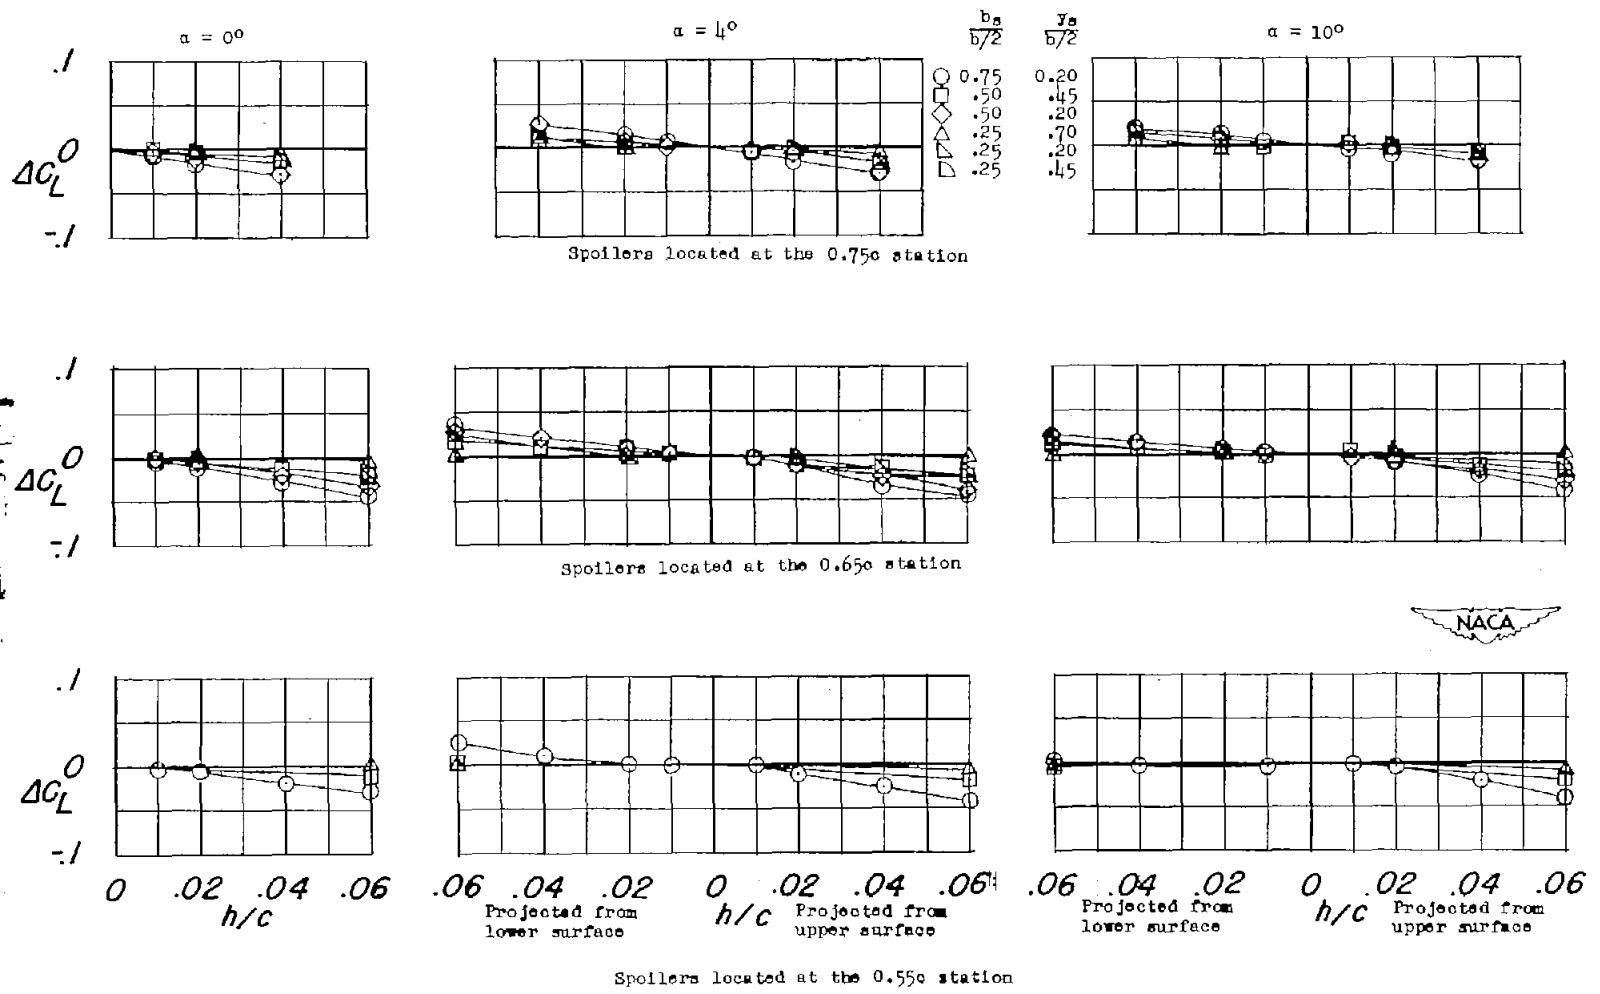 α = 0º
α = 4º
b_s / b/2 y_s / b/2
α = 10º
○ 0.75 0.20
□ .50 .45
◇ .50 .20
△ .25 .70
.25 .20
.25 .45
.1
0
ΔC_L
-.1
Spoilers located at the 0.75c station
.1
0
ΔC_L
-.1
Spoilers located at the 0.65c station
NACA
.1
0
ΔC_L
-.1
0 .02 .04 .06 .06 .04 .02 0 .02 .04 .06 .06 .04 .02 0 .02 .04 .06
h/c Projected from lower surface h/c Projected from upper surface Projected from lower surface h/c Projected from upper surface
Spoilers located at the 0.55c station